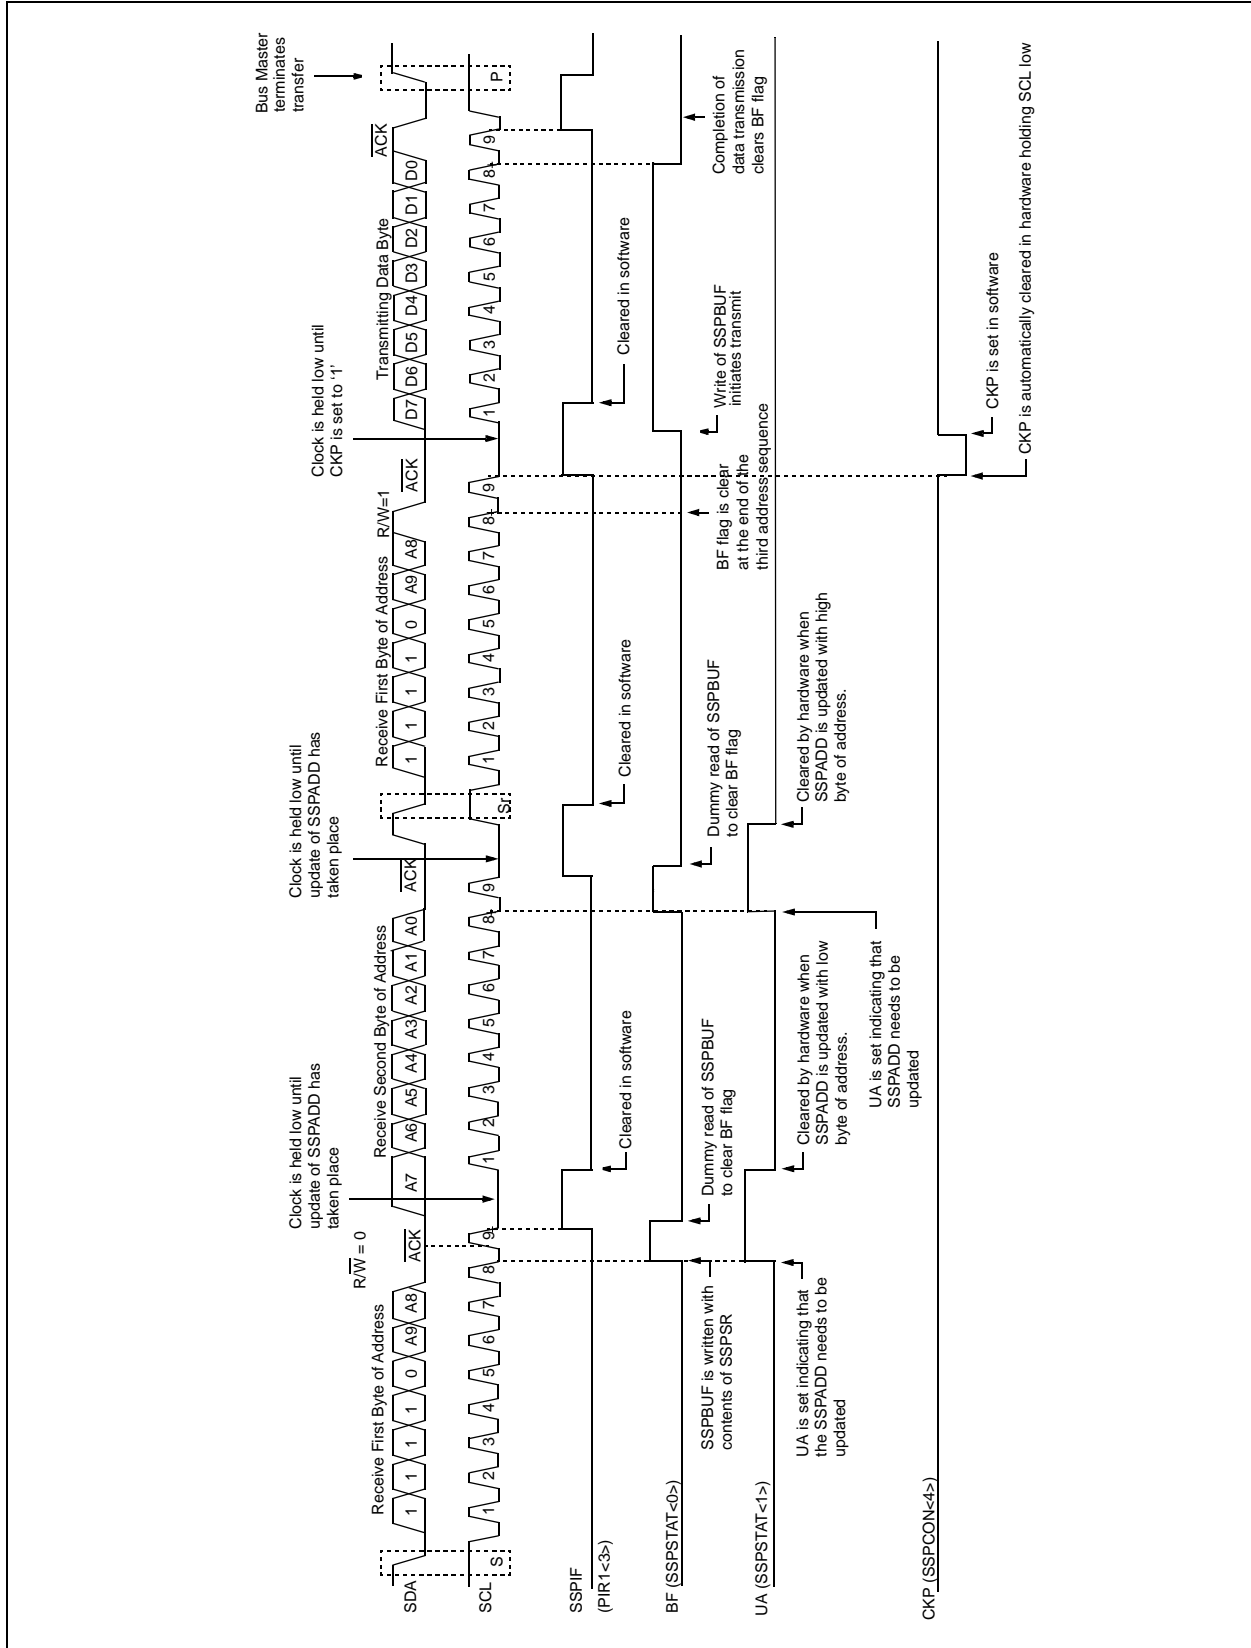 Bus Master
terminates
transfer
Clock is held low until
CKP is set to ‘1’
Clock is held low until
update of SSPADD has
taken place
Clock is held low until
update of SSPADD has
taken place
R/W = 0
R/W=1
Receive First Byte of Address
ACK
Receive Second Byte of Address
ACK
Receive First Byte of Address
ACK
Transmitting Data Byte
ACK
SDA
1 1 1 1 0 A9 A8
A7 A6 A5 A4 A3 A2 A1 A0
1 1 1 1 0 A9 A8
D7 D6 D5 D4 D3 D2 D1 D0
SCL
S 1 2 3 4 5 6 7 8 9
1 2 3 4 5 6 7 8 9
Sr 1 2 3 4 5 6 7 8 9
1 2 3 4 5 6 7 8 9 P
SSPIF
(PIR1<3>)
Cleared in software
Cleared in software
Cleared in software
BF (SSPSTAT<0>)
SSPBUF is written with
contents of SSPSR
Dummy read of SSPBUF
to clear BF flag
Dummy read of SSPBUF
to clear BF flag
BF flag is clear
at the end of the
third address sequence
Write of SSPBUF
initiates transmit
Completion of
data transmission
clears BF flag
UA (SSPSTAT<1>)
UA is set indicating that
the SSPADD needs to be
updated
Cleared by hardware when
SSPADD is updated with low
byte of address.
UA is set indicating that
SSPADD needs to be
updated
Cleared by hardware when
SSPADD is updated with high
byte of address.
CKP (SSPCON<4>)
CKP is set in software
CKP is automatically cleared in hardware holding SCL low